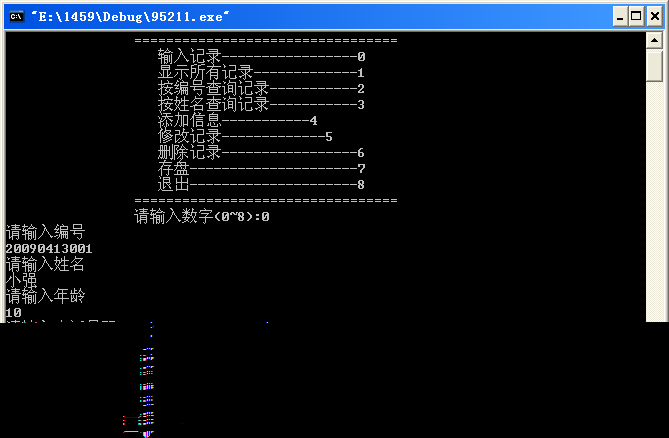 "E:\1459\Debug\95211.exe"
=================================
输入记录-----------------0
显示所有记录-------------1
按编号查询记录-----------2
按姓名查询记录-----------3
添加信息-----------4
修改记录-------------5
删除记录-----------------6
存盘---------------------7
退出---------------------8
=================================
请输入数字(0~8):0
请输入编号
20090413001
请输入姓名
小强
请输入年龄
10